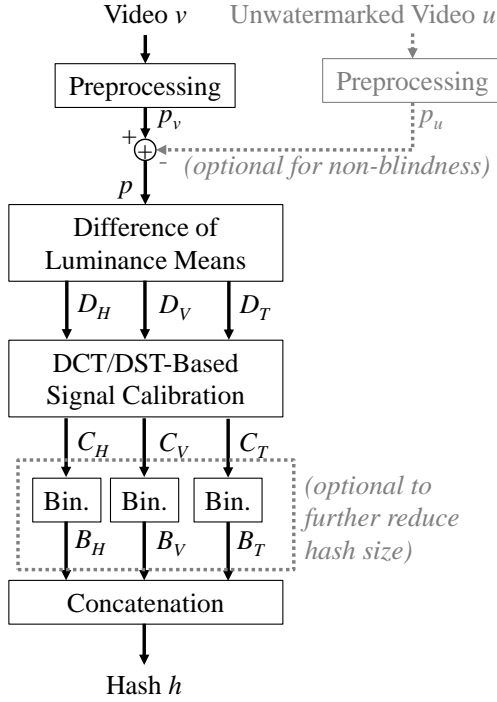 Video v
Unwatermarked Video u
Preprocessing
Preprocessing
p_v
p_u
+
+
-
(optional for non-blindness)
p
Difference of
Luminance Means
D_H D_V D_T
DCT/DST-Based
Signal Calibration
C_H C_V C_T
Bin. Bin. Bin.
(optional to
further reduce
hash size)
B_H B_V B_T
Concatenation
Hash h